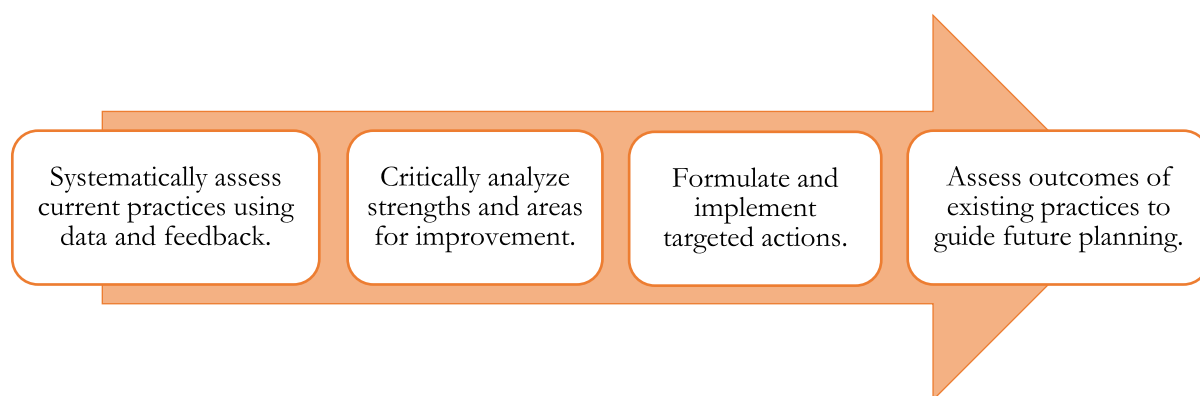 Systematically assess
current practices using
data and feedback.
Critically analyze
strengths and areas
for improvement.
Formulate and
implement
targeted actions.
Assess outcomes of
existing practices to
guide future planning.